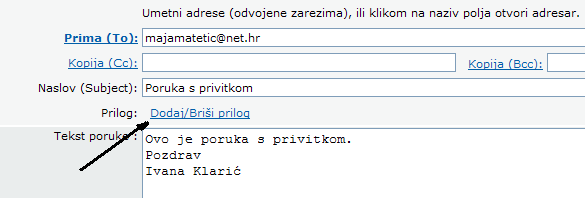 Umetni adrese (odvojene zarezima), ili klikom na naziv polja otvori adresar.
Prima (To): majamatetic@net.hr
Kopija (Cc): Kopija (Bcc):
Naslov (Subject): Poruka s privitkom
Prilog: Dodaj/Briši prilog
Tekst poruke : Ovo je poruka s privitkom.
Pozdrav
Ivana Klarić